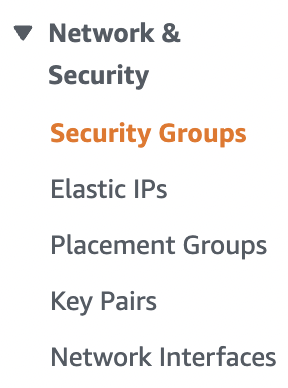 Network &
Security
Security Groups
Elastic IPs
Placement Groups
Key Pairs
Network Interfaces